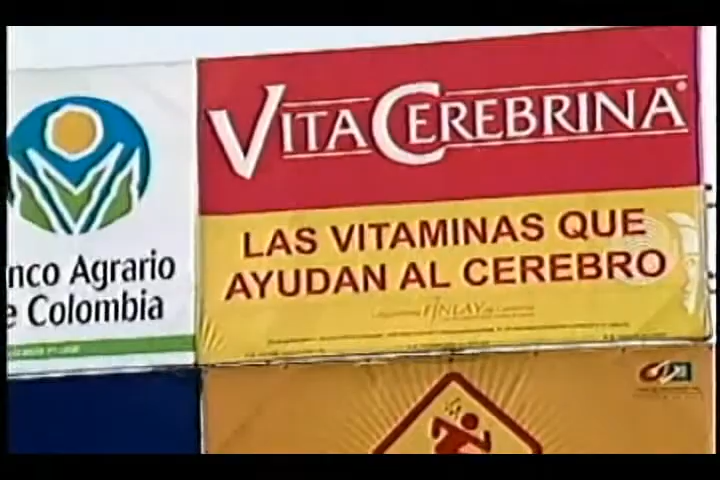 VITACEREBRINA®
LAS VITAMINAS QUE
AYUDAN AL CEREBRO
FINLAY
nco Agrario
e Colombia